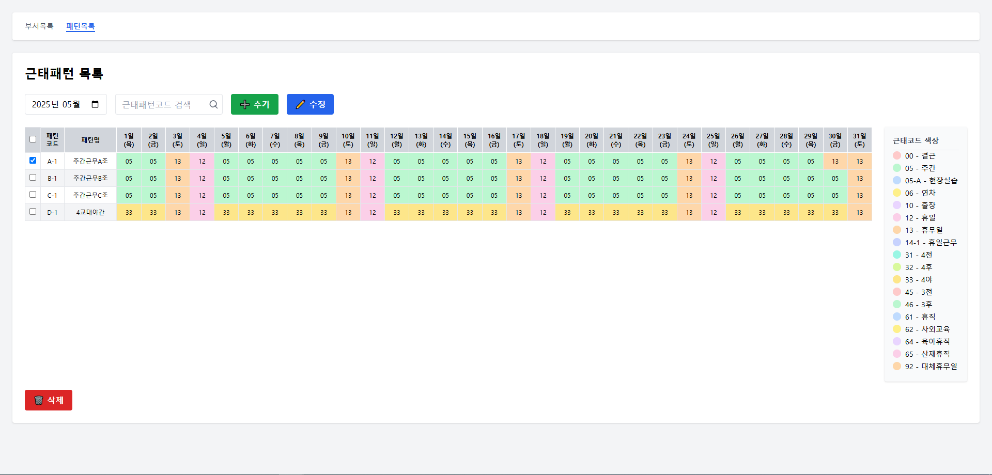 부서목록 패턴목록
근태패턴 목록
2025년 05월 근태패턴코드 검색 추가 수정
패턴코드 패턴명 1일(목) 2일(금) 3일(토) 4일(일) 5일(월) 6일(화) 7일(수) 8일(목) 9일(금) 10일(토) 11일(일) 12일(월) 13일(화) 14일(수) 15일(목) 16일(금) 17일(토) 18일(일) 19일(월) 20일(화) 21일(수) 22일(목) 23일(금) 24일(토) 25일(일) 26일(월) 27일(화) 28일(수) 29일(목) 30일(금) 31일(토)
A-1 주간근무A조 05 05 13 12 05 05 05 05 05 13 12 05 05 05 05 05 13 12 05 05 05 05 05 13 12 05 05 05 05 13 13
B-1 주간근무B조 05 05 13 12 05 05 05 05 05 13 12 05 05 05 05 05 13 12 05 05 05 05 05 13 12 05 05 05 05 05 13
C-1 주간근무C조 05 05 13 12 05 05 05 05 05 13 12 05 05 05 05 05 13 12 05 05 05 05 05 13 12 05 05 05 05 05 13
D-1 4교대야간 33 33 13 12 33 33 33 33 33 13 12 33 33 33 33 33 13 12 33 33 33 33 33 13 12 33 33 33 33 33 13
근태코드 색상
00 - 결근
05 - 주간
05-A - 현장실습
06 - 연차
10 - 출장
12 - 휴일
13 - 휴무일
14-1 - 휴일근무
31 - 4전
32 - 4후
33 - 4야
45 - 3전
46 - 3후
61 - 휴직
62 - 사외교육
64 - 육아휴직
65 - 산재휴직
92 - 대체휴무일
삭제